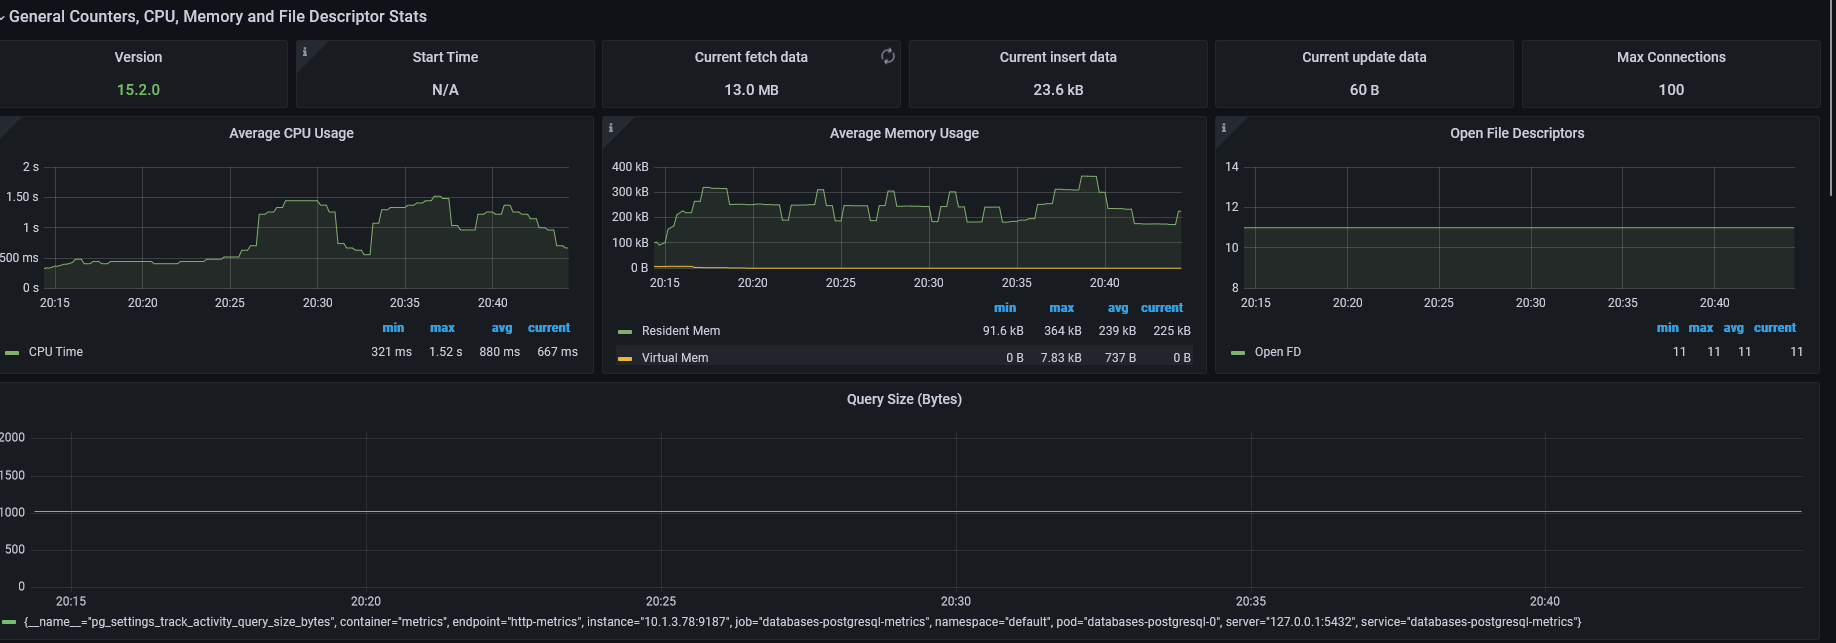 General Counters, CPU, Memory and File Descriptor Stats
Version
15.2.0
Start Time
N/A
Current fetch data
13.0 MB
Current insert data
23.6 kB
Current update data
60 B
Max Connections
100
Average CPU Usage
2 s
1.50 s
1 s
500 ms
0 s
20:15 20:20 20:25 20:30 20:35 20:40
min max avg current
CPU Time 321 ms 1.52 s 880 ms 667 ms
Average Memory Usage
400 kB
300 kB
200 kB
100 kB
0 B
20:15 20:20 20:25 20:30 20:35 20:40
min max avg current
Resident Mem 91.6 kB 364 kB 239 kB 225 kB
Virtual Mem 0 B 7.83 kB 737 B 0 B
Open File Descriptors
14
12
10
8
20:15 20:20 20:25 20:30 20:35 20:40
min max avg current
Open FD 11 11 11 11
Query Size (Bytes)
2000
1500
1000
500
0
20:15 20:20 20:25 20:30 20:35 20:40
{__name__="pg_settings_track_activity_query_size_bytes", container="metrics", endpoint="http-metrics", instance="10.1.3.78:9187", job="databases-postgresql-metrics", namespace="default", pod="databases-postgresql-0", server="127.0.0.1:5432", service="databases-postgresql-metrics"}